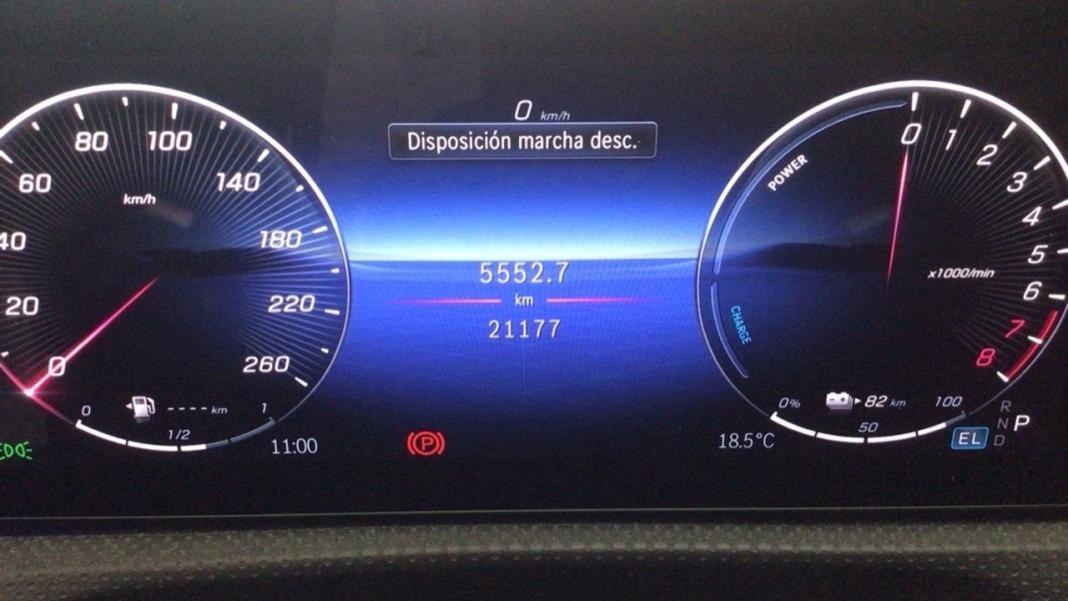 0 km/h
Disposición marcha desc.
5552.7
km
21177
0
20
40
60
80
100
140
180
220
260
km/h
0
1/2
1
---- km
11:00
P
POWER
CHARGE
0
1
2
3
4
5
6
7
8
x1000/min
0%
50
100
82 km
18.5°C
EL
R
N
D
P